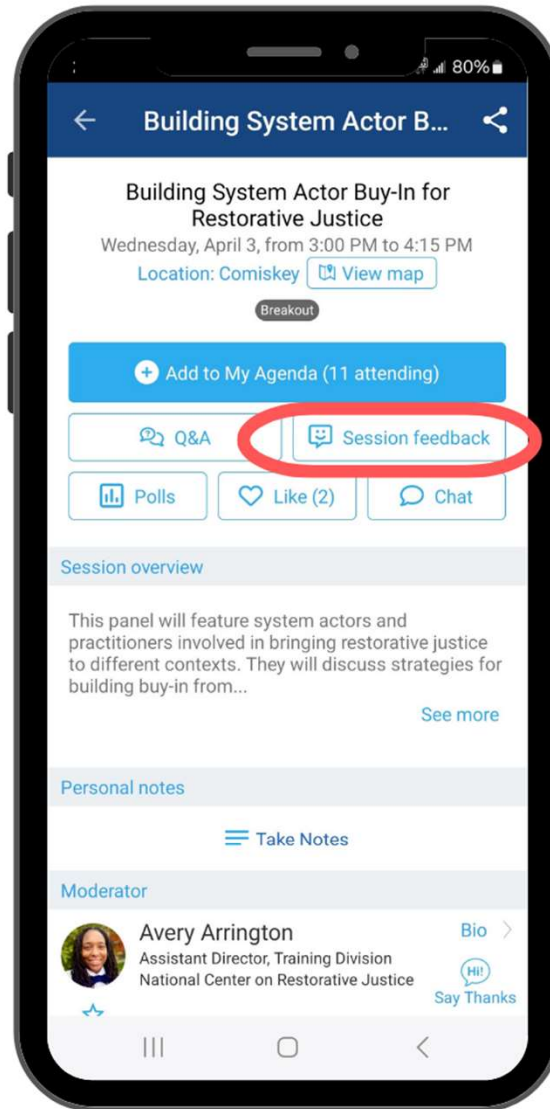 80%
Building System Actor B...
Building System Actor Buy-In for
Restorative Justice
Wednesday, April 3, from 3:00 PM to 4:15 PM
Location: Comiskey View map
Breakout
Add to My Agenda (11 attending)
Q&A Session feedback
Polls Like (2) Chat
Session overview
This panel will feature system actors and
practitioners involved in bringing restorative justice
to different contexts. They will discuss strategies for
building buy-in from...
See more
Personal notes
Take Notes
Moderator
Avery Arrington Bio
Assistant Director, Training Division
National Center on Restorative Justice Hi!
Say Thanks